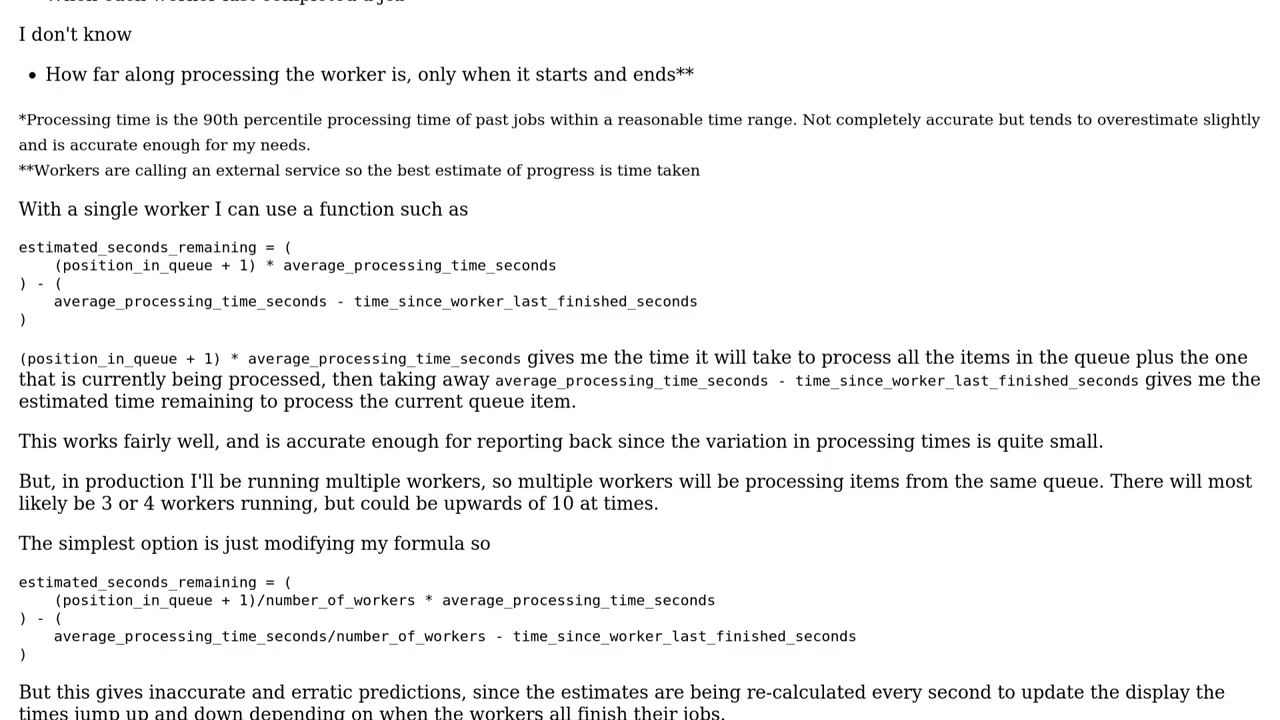 When each worker last completed a job
I don't know
• How far along processing the worker is, only when it starts and ends**
*Processing time is the 90th percentile processing time of past jobs within a reasonable time range. Not completely accurate but tends to overestimate slightly
and is accurate enough for my needs.
**Workers are calling an external service so the best estimate of progress is time taken
With a single worker I can use a function such as
estimated_seconds_remaining = (
    (position_in_queue + 1) * average_processing_time_seconds
) - (
    average_processing_time_seconds - time_since_worker_last_finished_seconds
)
(position_in_queue + 1) * average_processing_time_seconds gives me the time it will take to process all the items in the queue plus the one
that is currently being processed, then taking away average_processing_time_seconds - time_since_worker_last_finished_seconds gives me the
estimated time remaining to process the current queue item.
This works fairly well, and is accurate enough for reporting back since the variation in processing times is quite small.
But, in production I'll be running multiple workers, so multiple workers will be processing items from the same queue. There will most
likely be 3 or 4 workers running, but could be upwards of 10 at times.
The simplest option is just modifying my formula so
estimated_seconds_remaining = (
    (position_in_queue + 1)/number_of_workers * average_processing_time_seconds
) - (
    average_processing_time_seconds/number_of_workers - time_since_worker_last_finished_seconds
)
But this gives inaccurate and erratic predictions, since the estimates are being re-calculated every second to update the display the
times jump up and down depending on when the workers all finish their jobs.